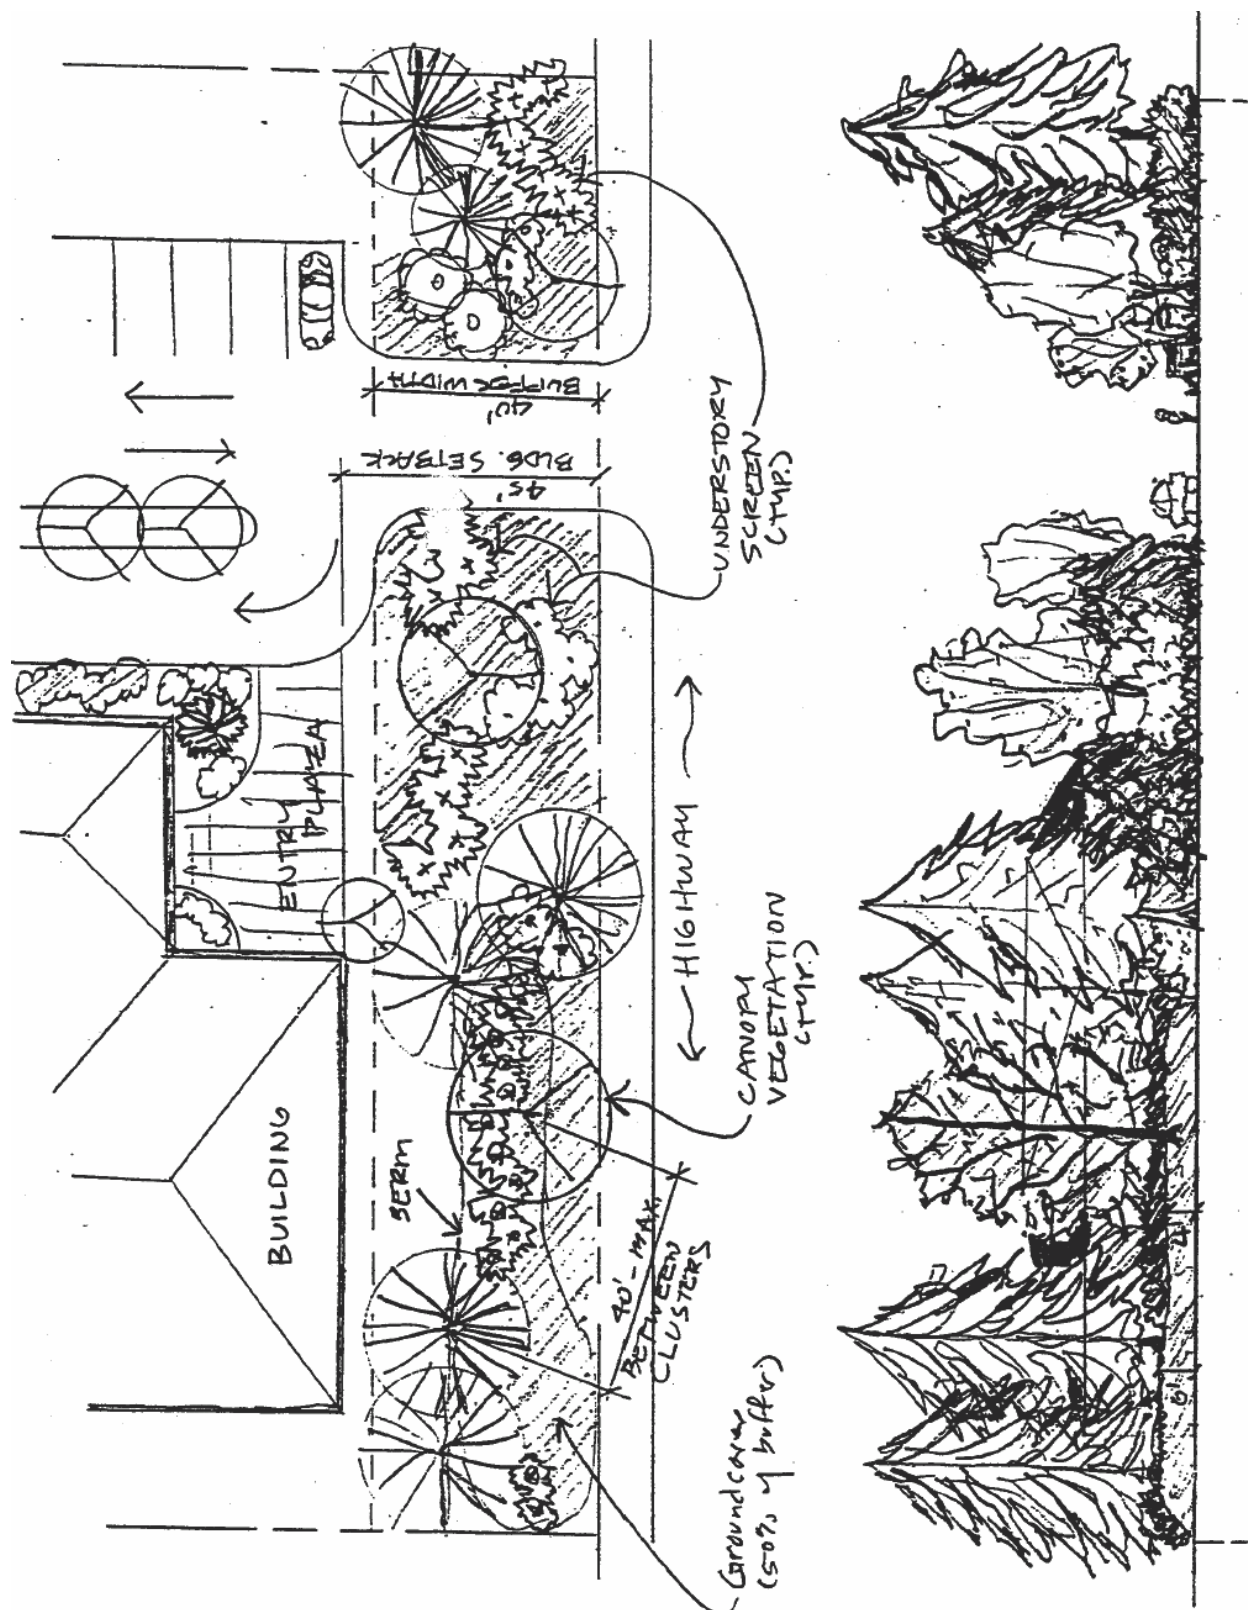 40'
BUFFER WIDTH
45'
BLDG. SETBACK
UNDERSTORY
SCREEN
(TYP.)
ENTRY
PLAZA
HIGHWAY
CANOPY
VEGETATION
(TYP.)
BUILDING
BERM
40'- MAX.
BETWEEN
CLUSTERS
Groundcover
(50% of buffer)